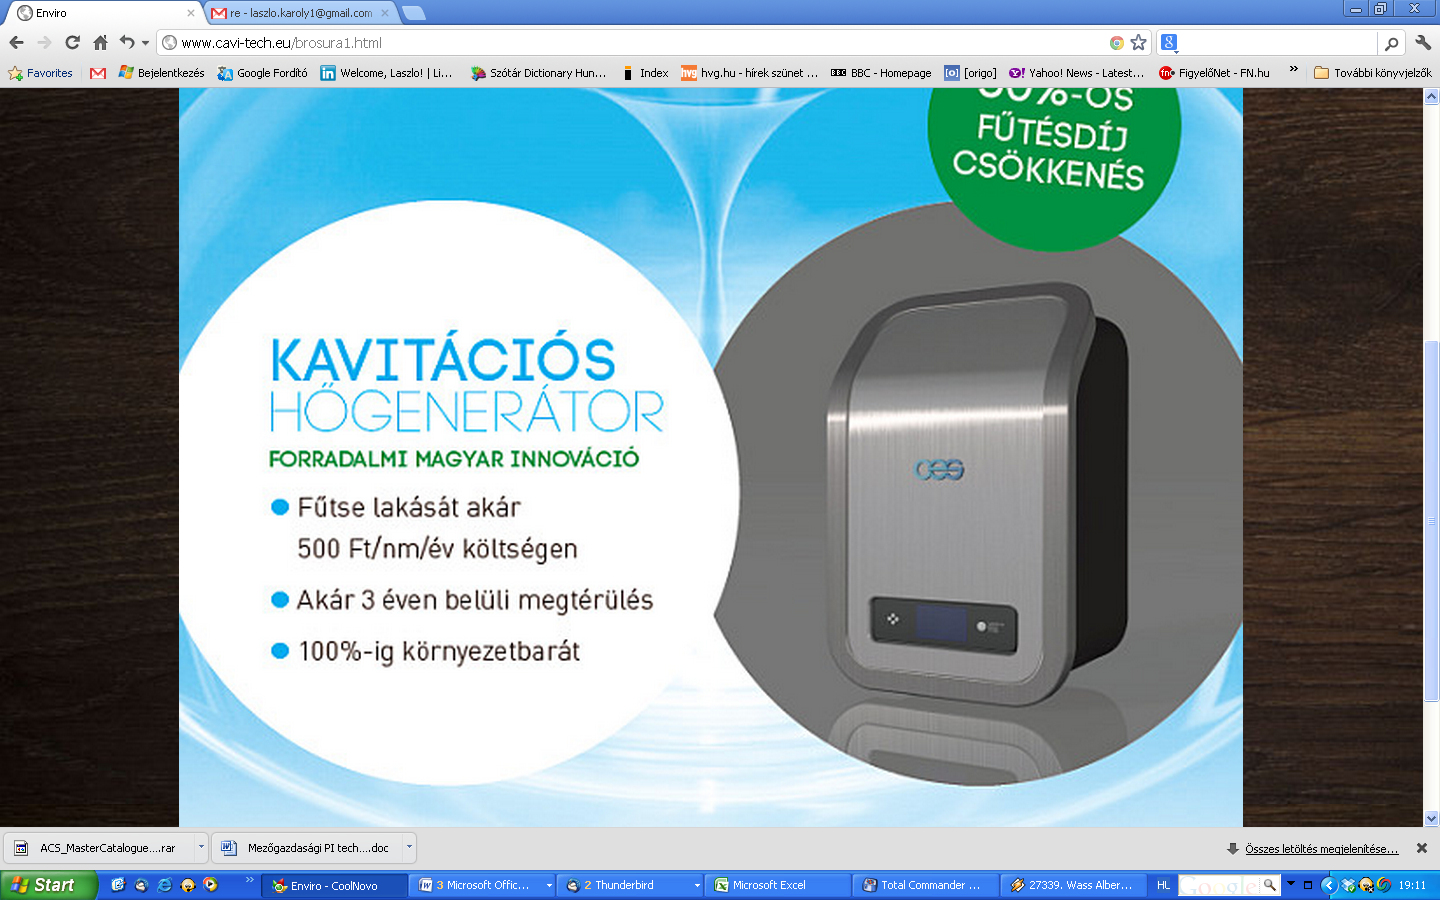 Enviro
re - laszlo.karoly1@gmail.com
www.cavi-tech.eu/brosura1.html
Favorites
Bejelentkezés
Google Fordító
Welcome, Laszlo! | Li...
Szótár Dictionary Hun...
Index
hvg.hu - hírek szünet ...
BBC - Homepage
[origo]
Yahoo! News - Latest...
FigyelőNet - FN.hu
»
További könyvjelzők
-OS
FŰTÉSDÍJ
CSÖKKENÉS
KAVITÁCIÓS
HŐGENERÁTOR
FORRADALMI MAGYAR INNOVÁCIÓ
Fűtse lakását akár
500 Ft/nm/év költségen
Akár 3 éven belüli megtérülés
100%-ig környezetbarát
ces
ACS_MasterCatalogue....rar
Mezőgazdasági PI tech....doc
Összes letöltés megjelenítése...
Start
»
Enviro - CoolNovo
3 Microsoft Offic...
2 Thunderbird
Microsoft Excel
Total Commander ...
27339. Wass Alber...
HU
Google
19:11